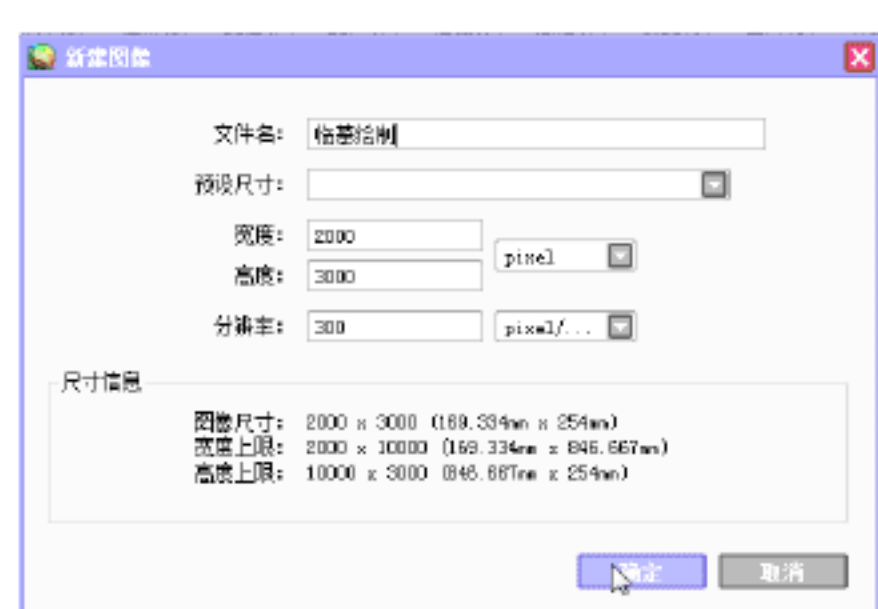 新建图像
文件名: 临墓绘制
预设尺寸:
宽度: 2000
pixel
高度: 3000
分辨率: 300 pixel/...
尺寸信息
图像尺寸: 2000 x 3000 (169.334mm x 254mm)
宽度上限: 2000 x 10000 (169.334mm x 846.667mm)
高度上限: 10000 x 3000 (846.667mm x 254mm)
确定 取消